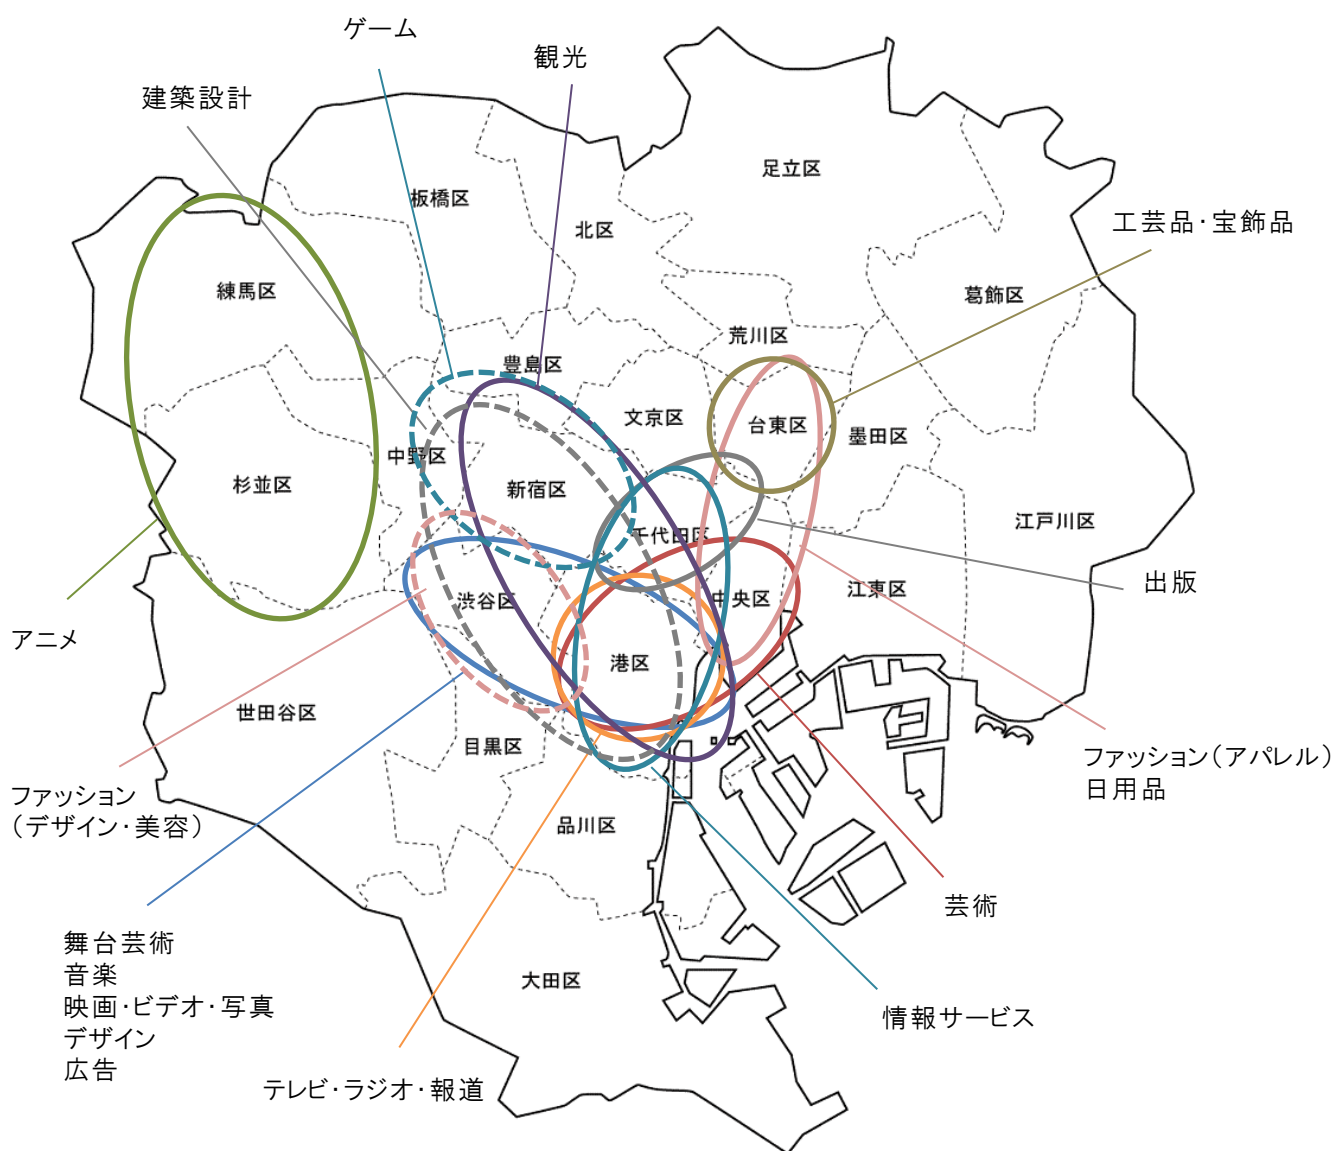 ゲーム
観光
建築設計
足立区
板橋区
北区
工芸品・宝飾品
練馬区
葛飾区
荒川区
豊島区
文京区
台東区
墨田区
中野区
杉並区
新宿区
千代田区
江戸川区
出版
江東区
中央区
渋谷区
アニメ
港区
世田谷区
目黒区
ファッション(アパレル)
日用品
ファッション
(デザイン・美容)
品川区
芸術
舞台芸術
音楽
映画・ビデオ・写真
デザイン
広告
大田区
情報サービス
テレビ・ラジオ・報道